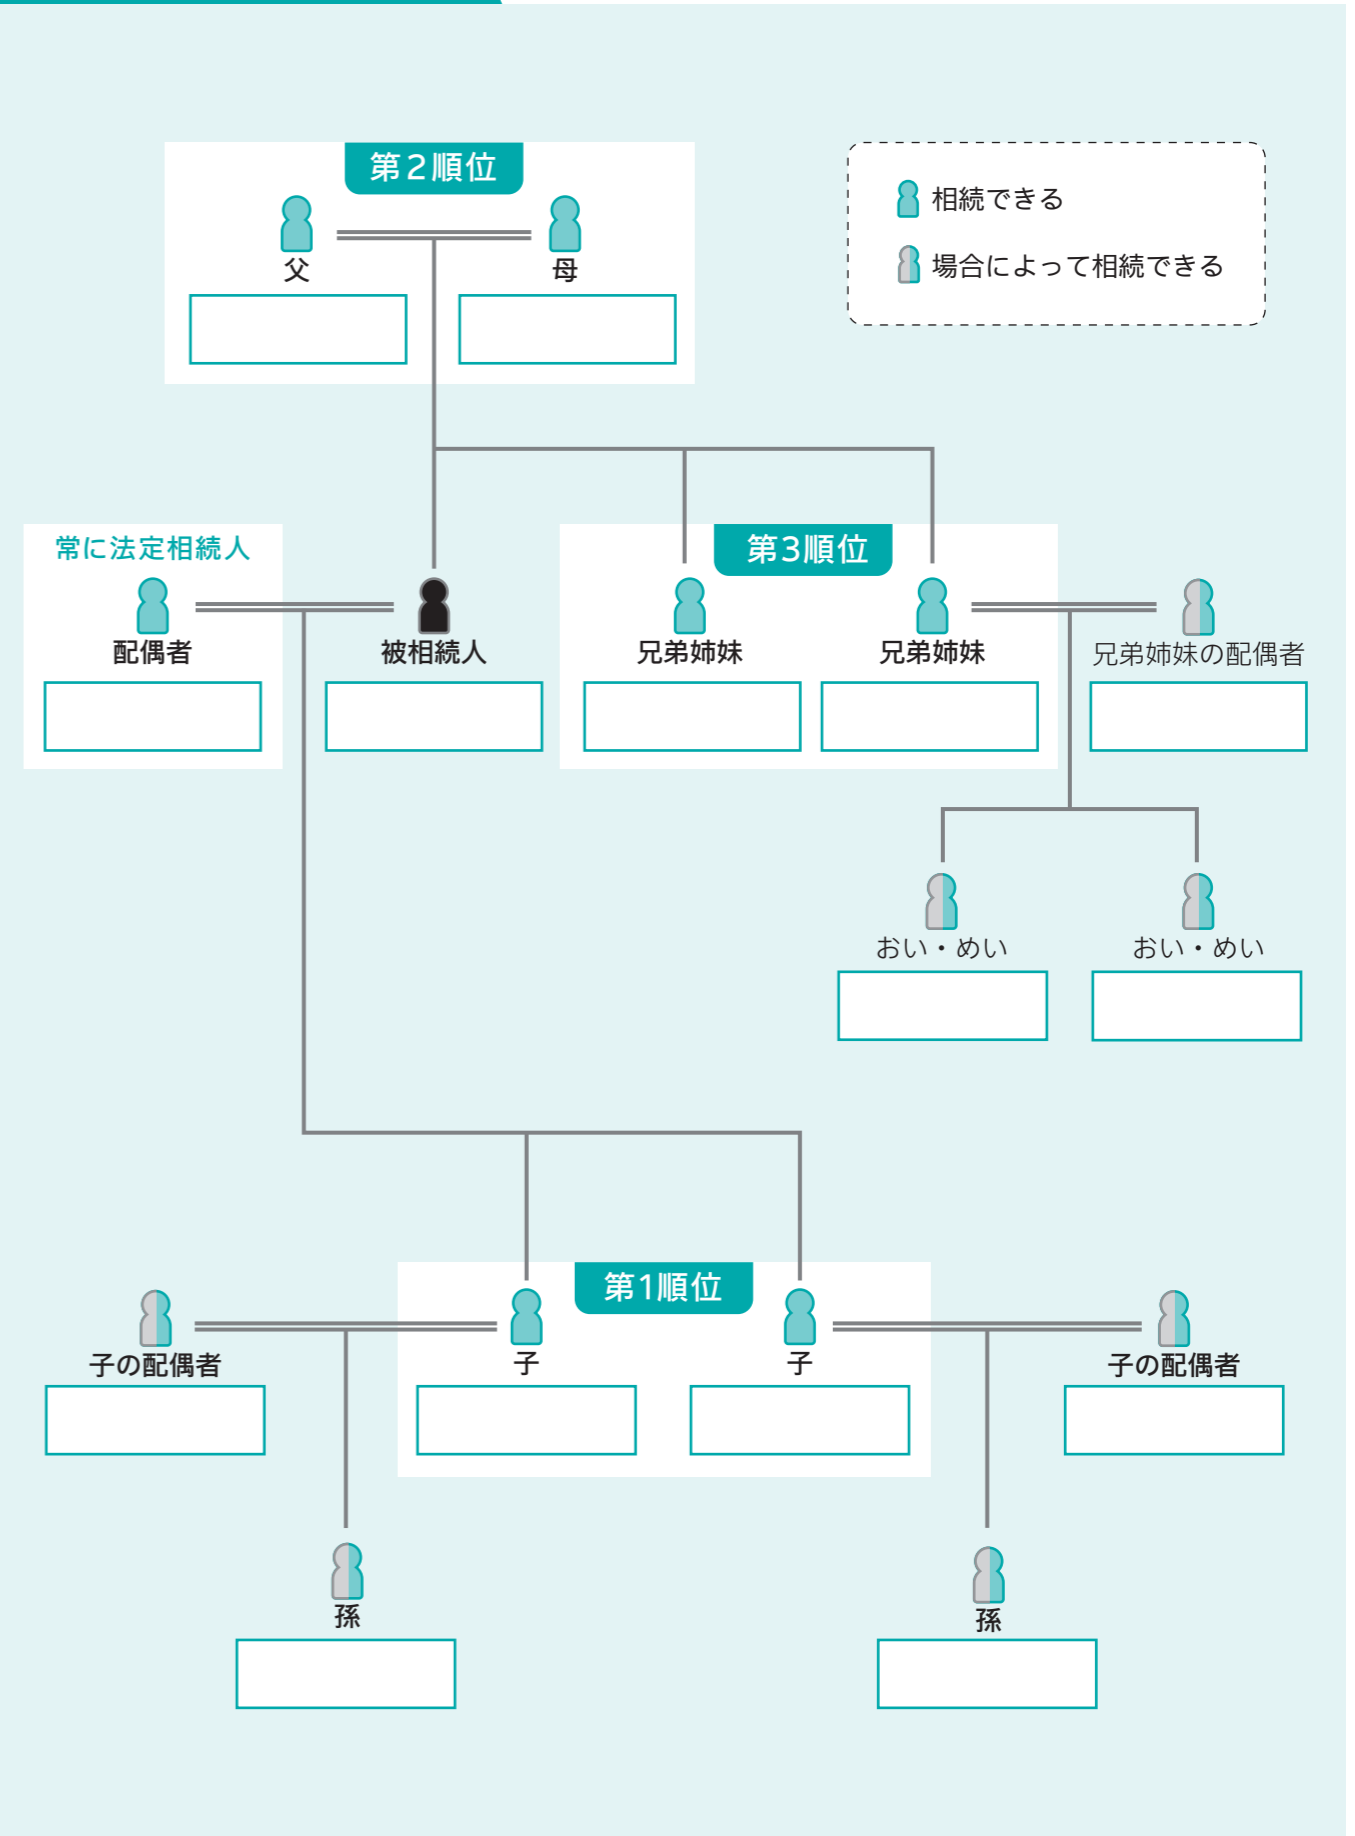 第2順位
父
母
相続できる
場合によって相続できる
常に法定相続人
配偶者
被相続人
第3順位
兄弟姉妹
兄弟姉妹
兄弟姉妹の配偶者
おい・めい
おい・めい
第1順位
子の配偶者
子
子
子の配偶者
孫
孫